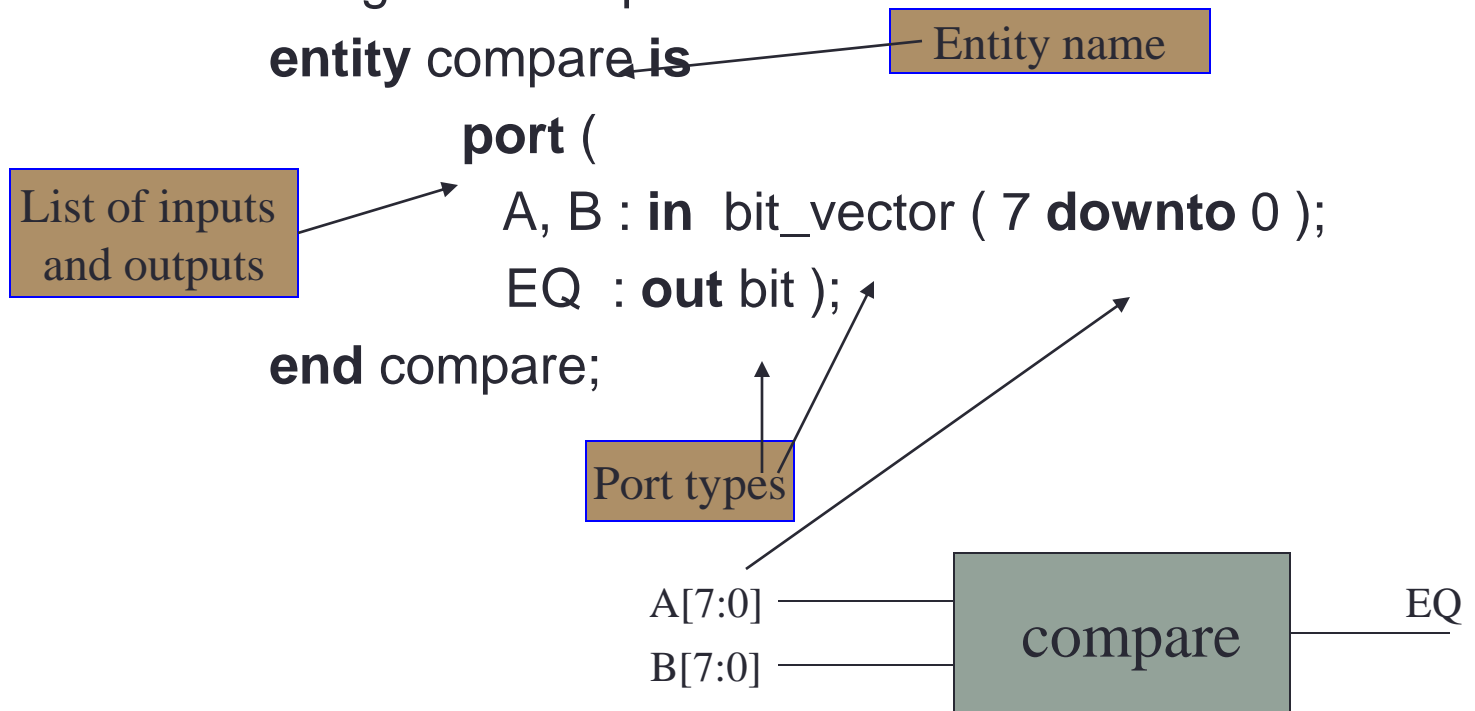 entity compare is
Entity name
port (
List of inputs
and outputs
A, B : in bit_vector ( 7 downto 0 );
EQ : out bit );
end compare;
Port types
A[7:0]
B[7:0]
compare
EQ